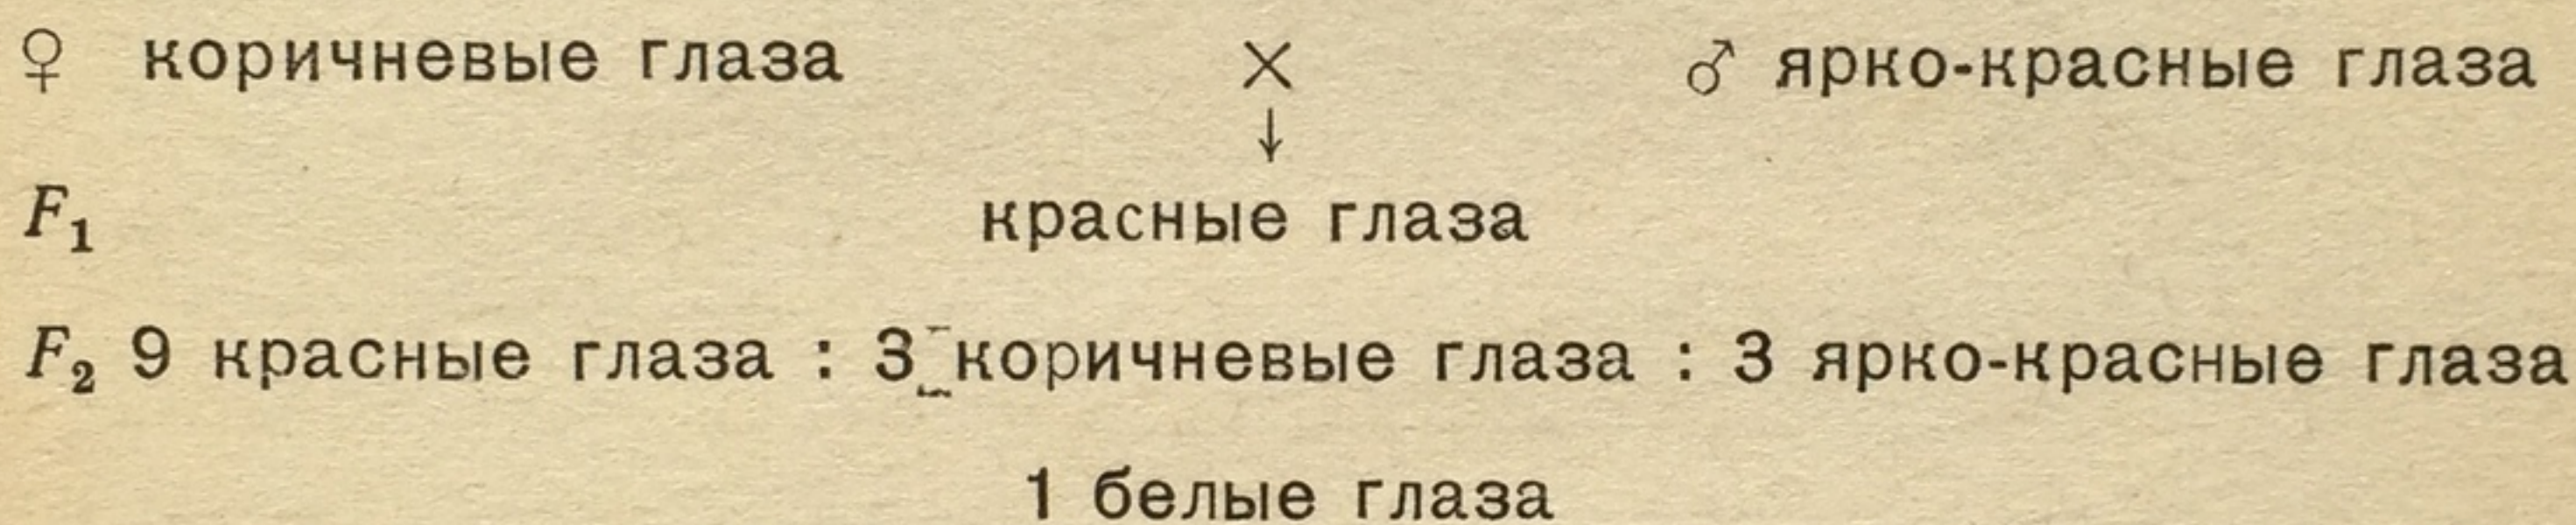 ♀ коричневые глаза × ♂ ярко-красные глаза
↓
F₁ красные глаза
F₂ 9 красные глаза : 3 коричневые глаза : 3 ярко-красные глаза
1 белые глаза